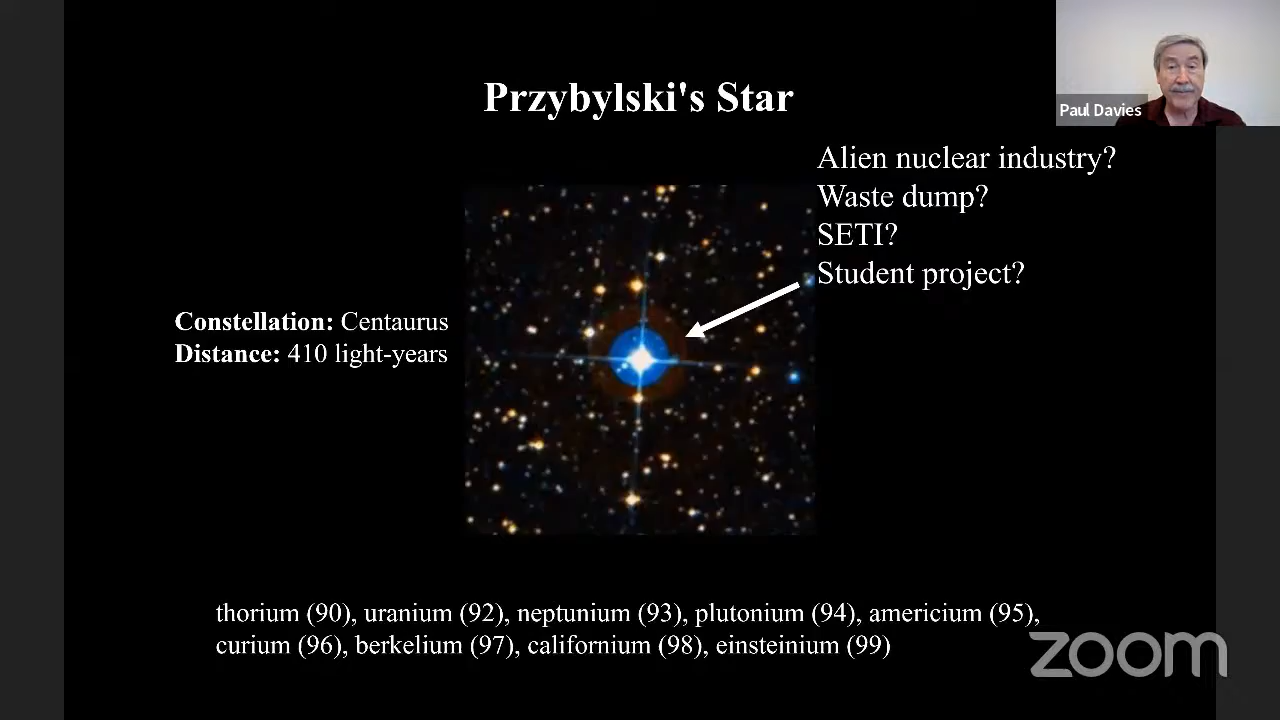 Przybylski's Star
Paul Davies
Alien nuclear industry?
Waste dump?
SETI?
Student project?
Constellation: Centaurus
Distance: 410 light-years
thorium (90), uranium (92), neptunium (93), plutonium (94), americium (95),
curium (96), berkelium (97), californium (98), einsteinium (99)
zoom